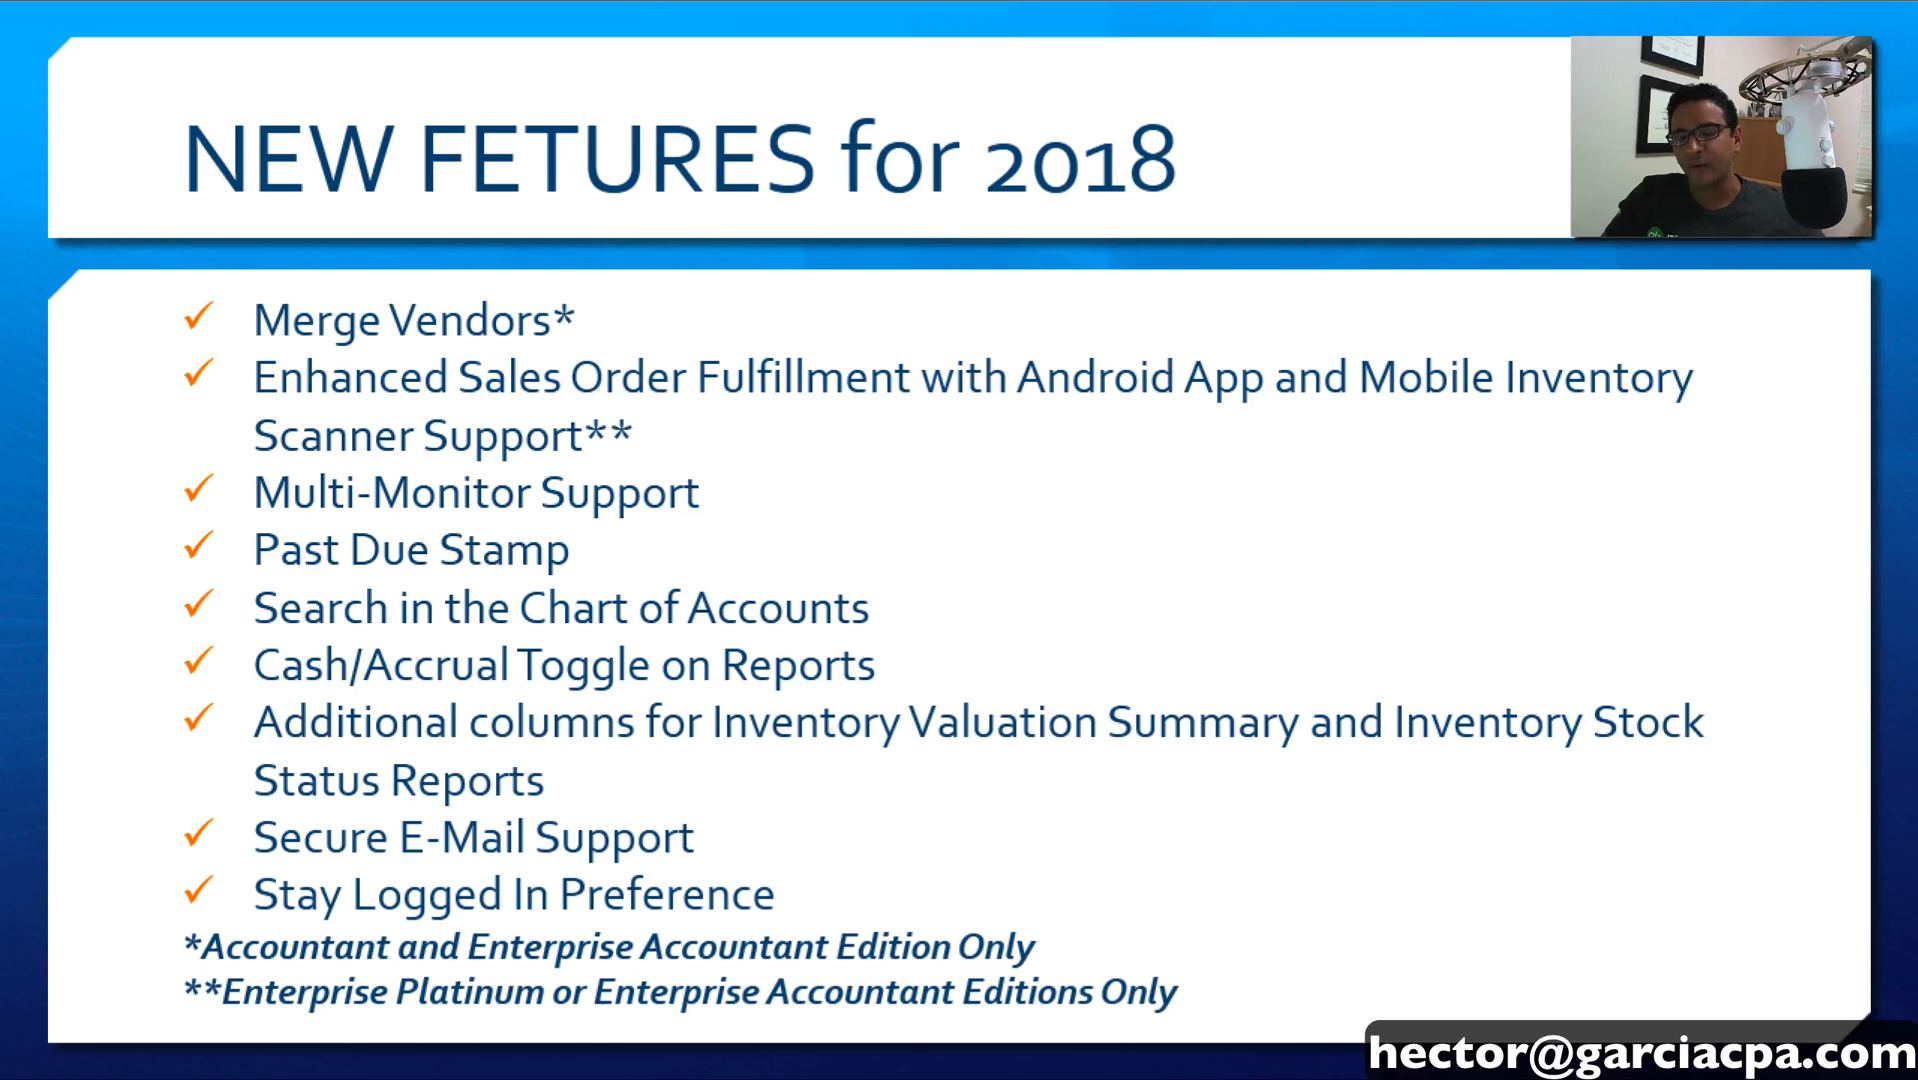 NEW FETURES for 2018
✓ Merge Vendors*
✓ Enhanced Sales Order Fulfillment with Android App and Mobile Inventory
Scanner Support**
✓ Multi-Monitor Support
✓ Past Due Stamp
✓ Search in the Chart of Accounts
✓ Cash/Accrual Toggle on Reports
✓ Additional columns for Inventory Valuation Summary and Inventory Stock
Status Reports
✓ Secure E-Mail Support
✓ Stay Logged In Preference
*Accountant and Enterprise Accountant Edition Only
**Enterprise Platinum or Enterprise Accountant Editions Only
hector@garciacpa.com